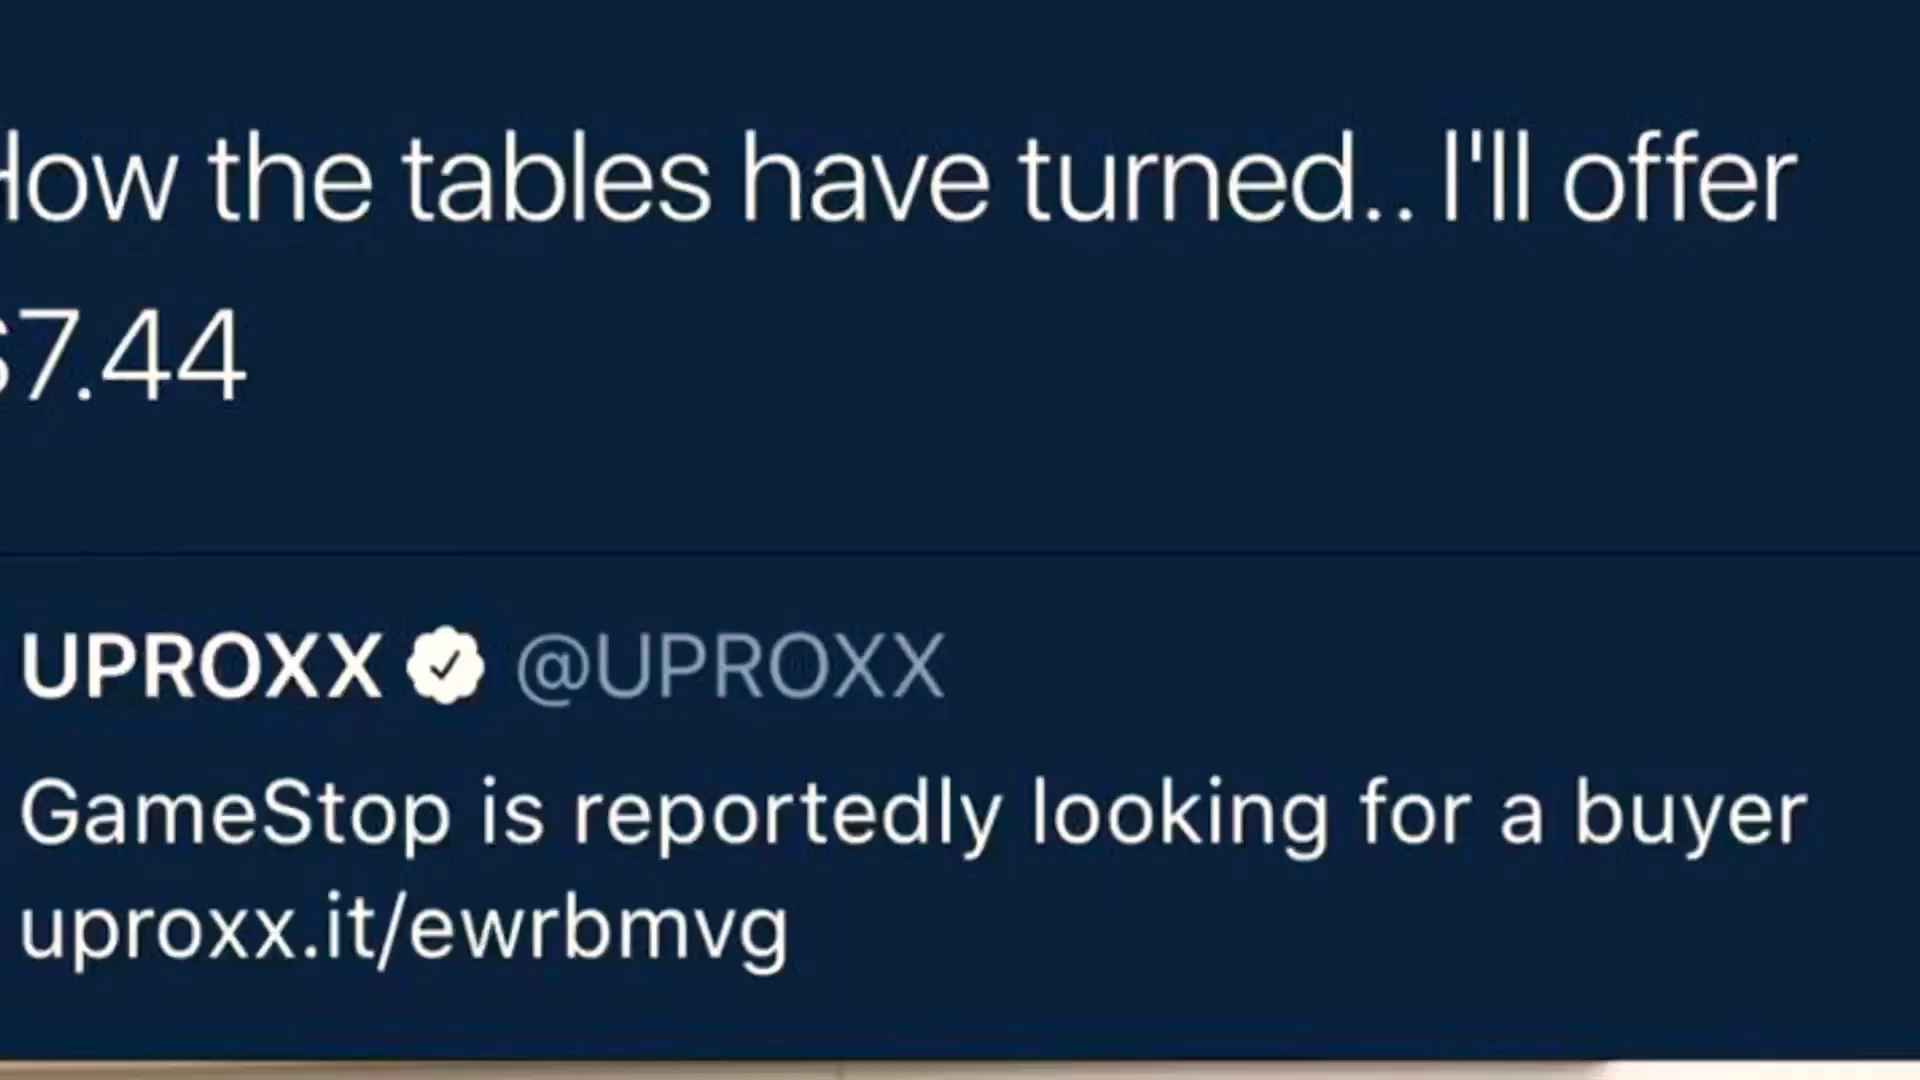 How the tables have turned.. I'll offer
$7.44
UPROXX @UPROXX
GameStop is reportedly looking for a buyer
uproxx.it/ewrbmvg